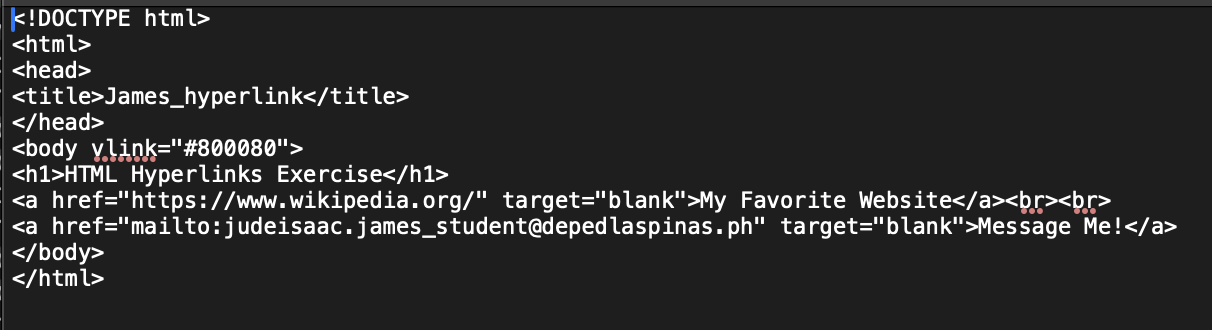 <!DOCTYPE html>
<html>
<head>
<title>James_hyperlink</title>
</head>
<body vlink="#800080">
<h1>HTML Hyperlinks Exercise</h1>
<a href="https://www.wikipedia.org/" target="blank">My Favorite Website</a><br><br>
<a href="mailto:judeisaac.james_student@depedlaspinas.ph" target="blank">Message Me!</a>
</body>
</html>